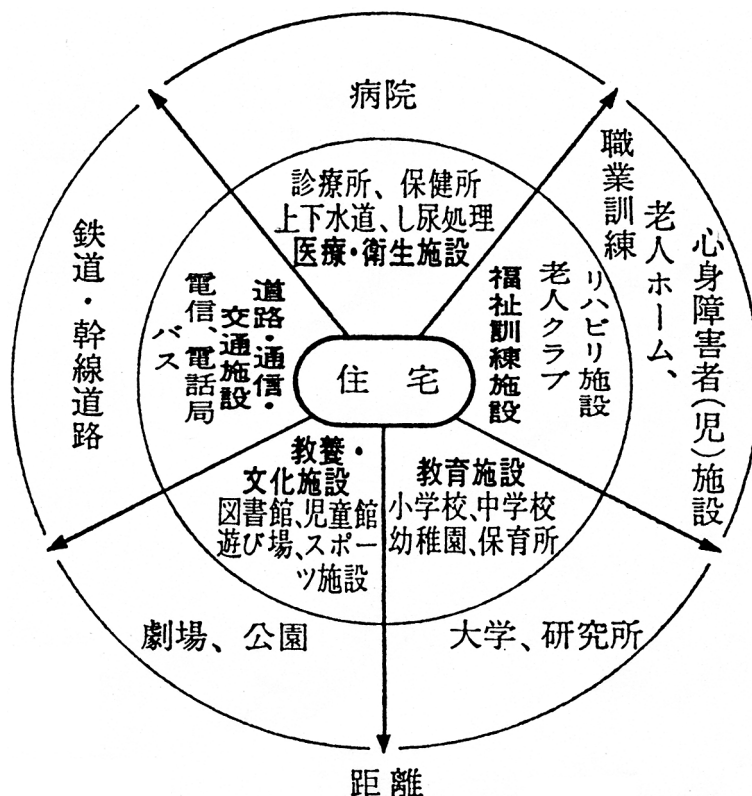 病院
診療所、保健所
上下水道、し尿処理
医療・衛生施設
職業訓練
老人ホーム、
心身障害者(児)施設
リハビリ施設
老人クラブ
福祉訓練施設
鉄道・幹線道路
道路・通信・
交通施設
電信、電話局
バス
住宅
教養・
文化施設
図書館、児童館
遊び場、スポー
ツ施設
教育施設
小学校、中学校
幼稚園、保育所
劇場、公園
大学、研究所
距離